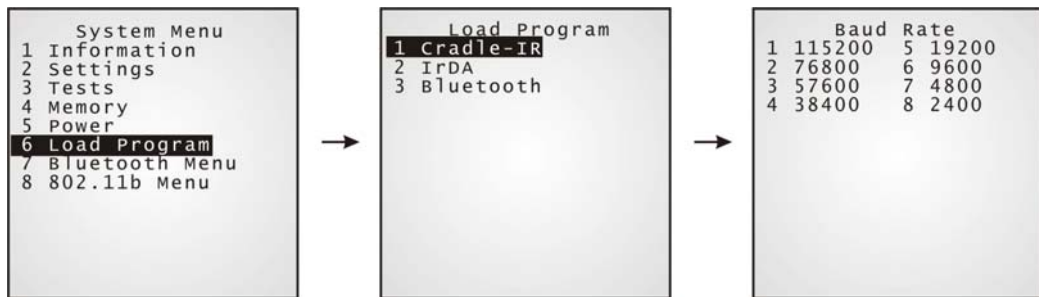 System Menu
1 Information
2 Settings
3 Tests
4 Memory
5 Power
6 Load Program
7 Bluetooth Menu
8 802.11b Menu
→
Load Program
1 Cradle-IR
2 IrDA
3 Bluetooth
→
Baud Rate
1 115200 5 19200
2 76800 6 9600
3 57600 7 4800
4 38400 8 2400